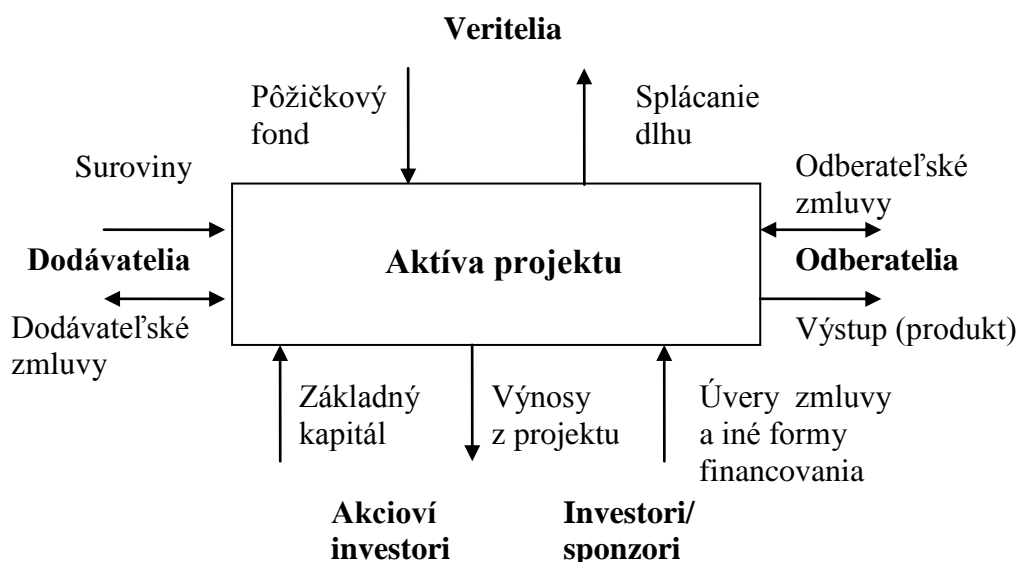 Veritelia
Pôžičkový
fond
Splácanie
dlhu
Suroviny
Odberateľské
zmluvy
Dodávatelia
Aktíva projektu
Odberatelia
Dodávateľské
zmluvy
Výstup (produkt)
Základný
kapitál
Výnosy
z projektu
Úvery zmluvy
a iné formy
financovania
Akcioví
investori
Investori/
sponzori